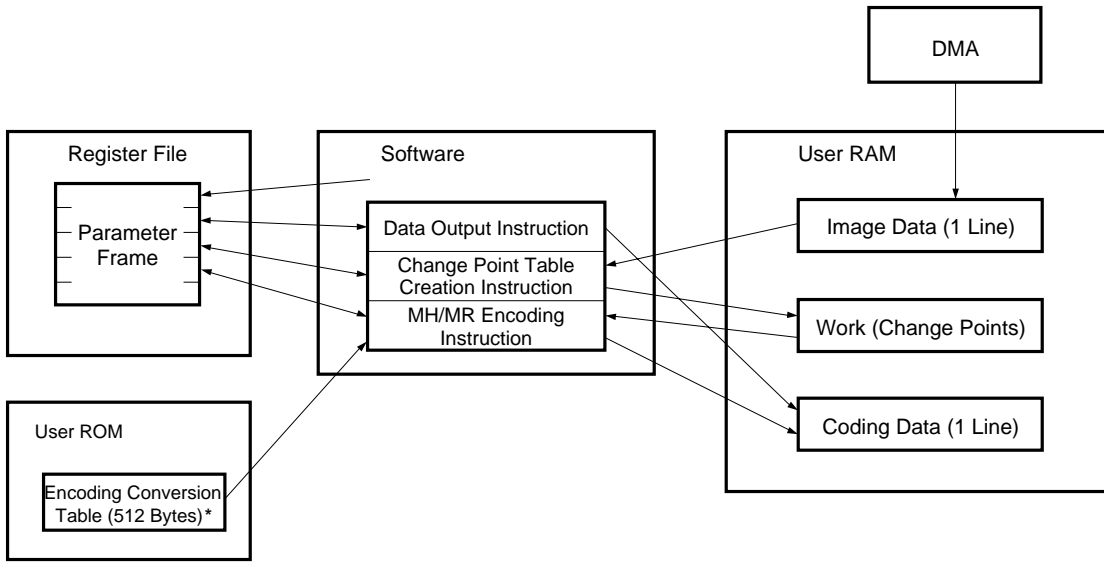 DMA
Register File
Parameter
Frame
Software
Data Output Instruction
Change Point Table
Creation Instruction
MH/MR Encoding
Instruction
User RAM
Image Data (1 Line)
Work (Change Points)
Coding Data (1 Line)
User ROM
Encoding Conversion
Table (512 Bytes)*